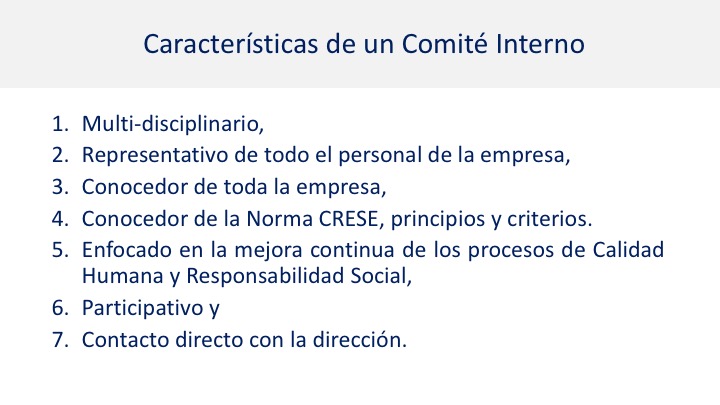 Características de un Comité Interno
1. Multi-disciplinario,
2. Representativo de todo el personal de la empresa,
3. Conocedor de toda la empresa,
4. Conocedor de la Norma CRESE, principios y criterios.
5. Enfocado en la mejora continua de los procesos de Calidad
Humana y Responsabilidad Social,
6. Participativo y
7. Contacto directo con la dirección.